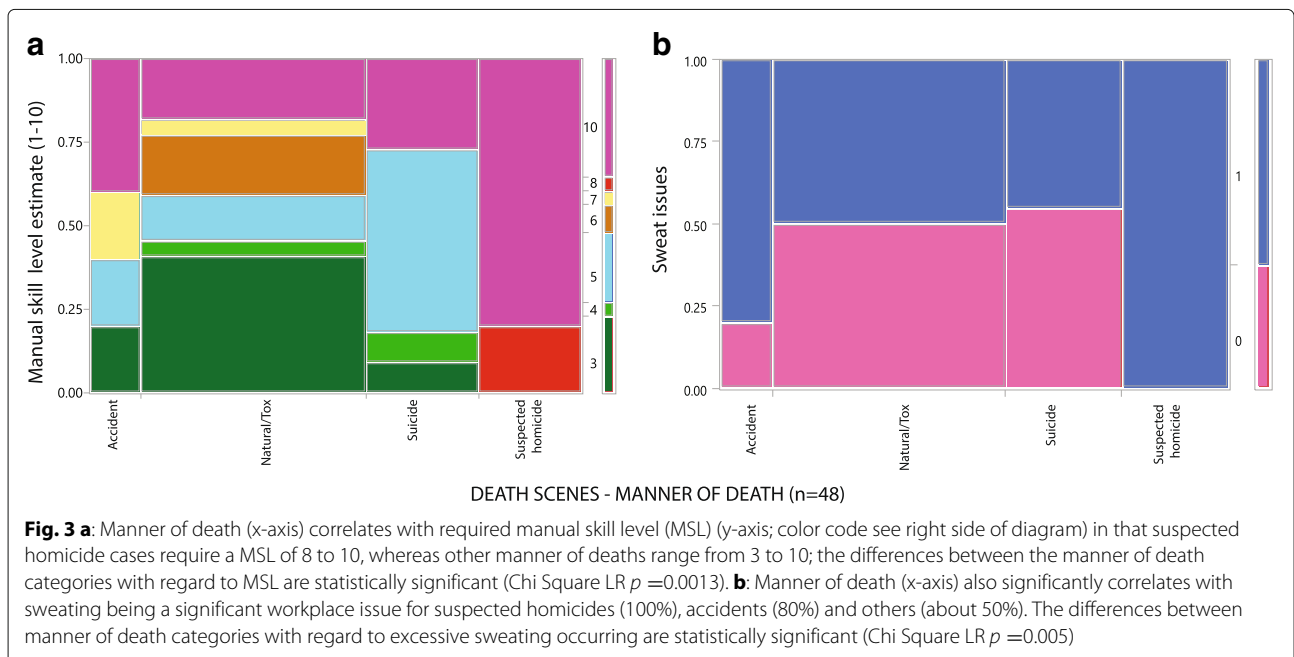 a
b
Manual skill level estimate (1-10)
1.00
0.75
0.50
0.25
0.00
10
8
7
6
5
4
3
Accident
Natural/Tox
Suicide
Suspected
homicide
Sweat issues
1.00
0.75
0.50
0.25
0.00
1
0
Accident
Natural/Tox
Suicide
Suspected
homicide
DEATH SCENES - MANNER OF DEATH (n=48)
Fig. 3 a: Manner of death (x-axis) correlates with required manual skill level (MSL) (y-axis; color code see right side of diagram) in that suspected
homicide cases require a MSL of 8 to 10, whereas other manner of deaths range from 3 to 10; the differences between the manner of death
categories with regard to MSL are statistically significant (Chi Square LR p =0.0013). b: Manner of death (x-axis) also significantly correlates with
sweating being a significant workplace issue for suspected homicides (100%), accidents (80%) and others (about 50%). The differences between
manner of death categories with regard to excessive sweating occurring are statistically significant (Chi Square LR p =0.005)